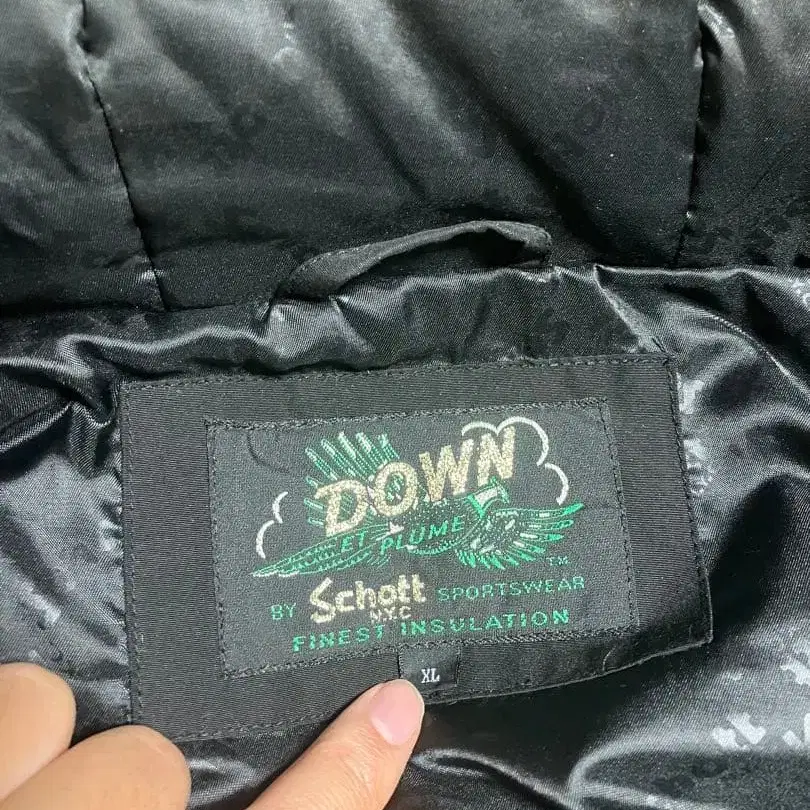 DOWN
ET PLUME
TM
BY Schott SPORTSWEAR
N.Y.C
FINEST INSULATION
XL